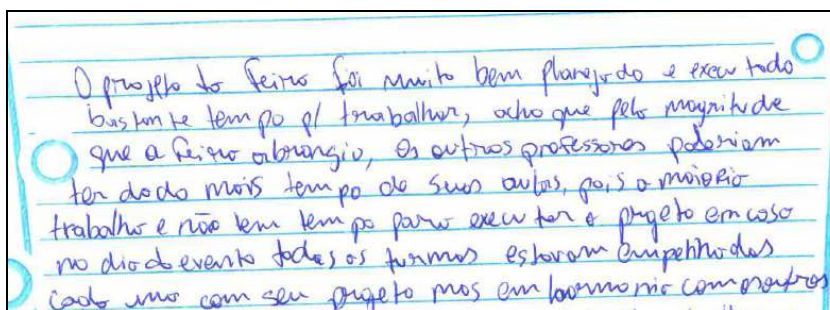 O projeto da feira foi muito bem planejado e executado
bastante tempo p/ trabalhar, acho que pela magnitude
que a feira abrangia, os outros professores poderiam
ter dado mais tempo de suas aulas, pois a maioria
trabalha e não tem tempo para executar o projeto em casa
no dia do evento todas as turmas estavam empenhadas
cada uma com seu projeto mas em harmonia com os outros